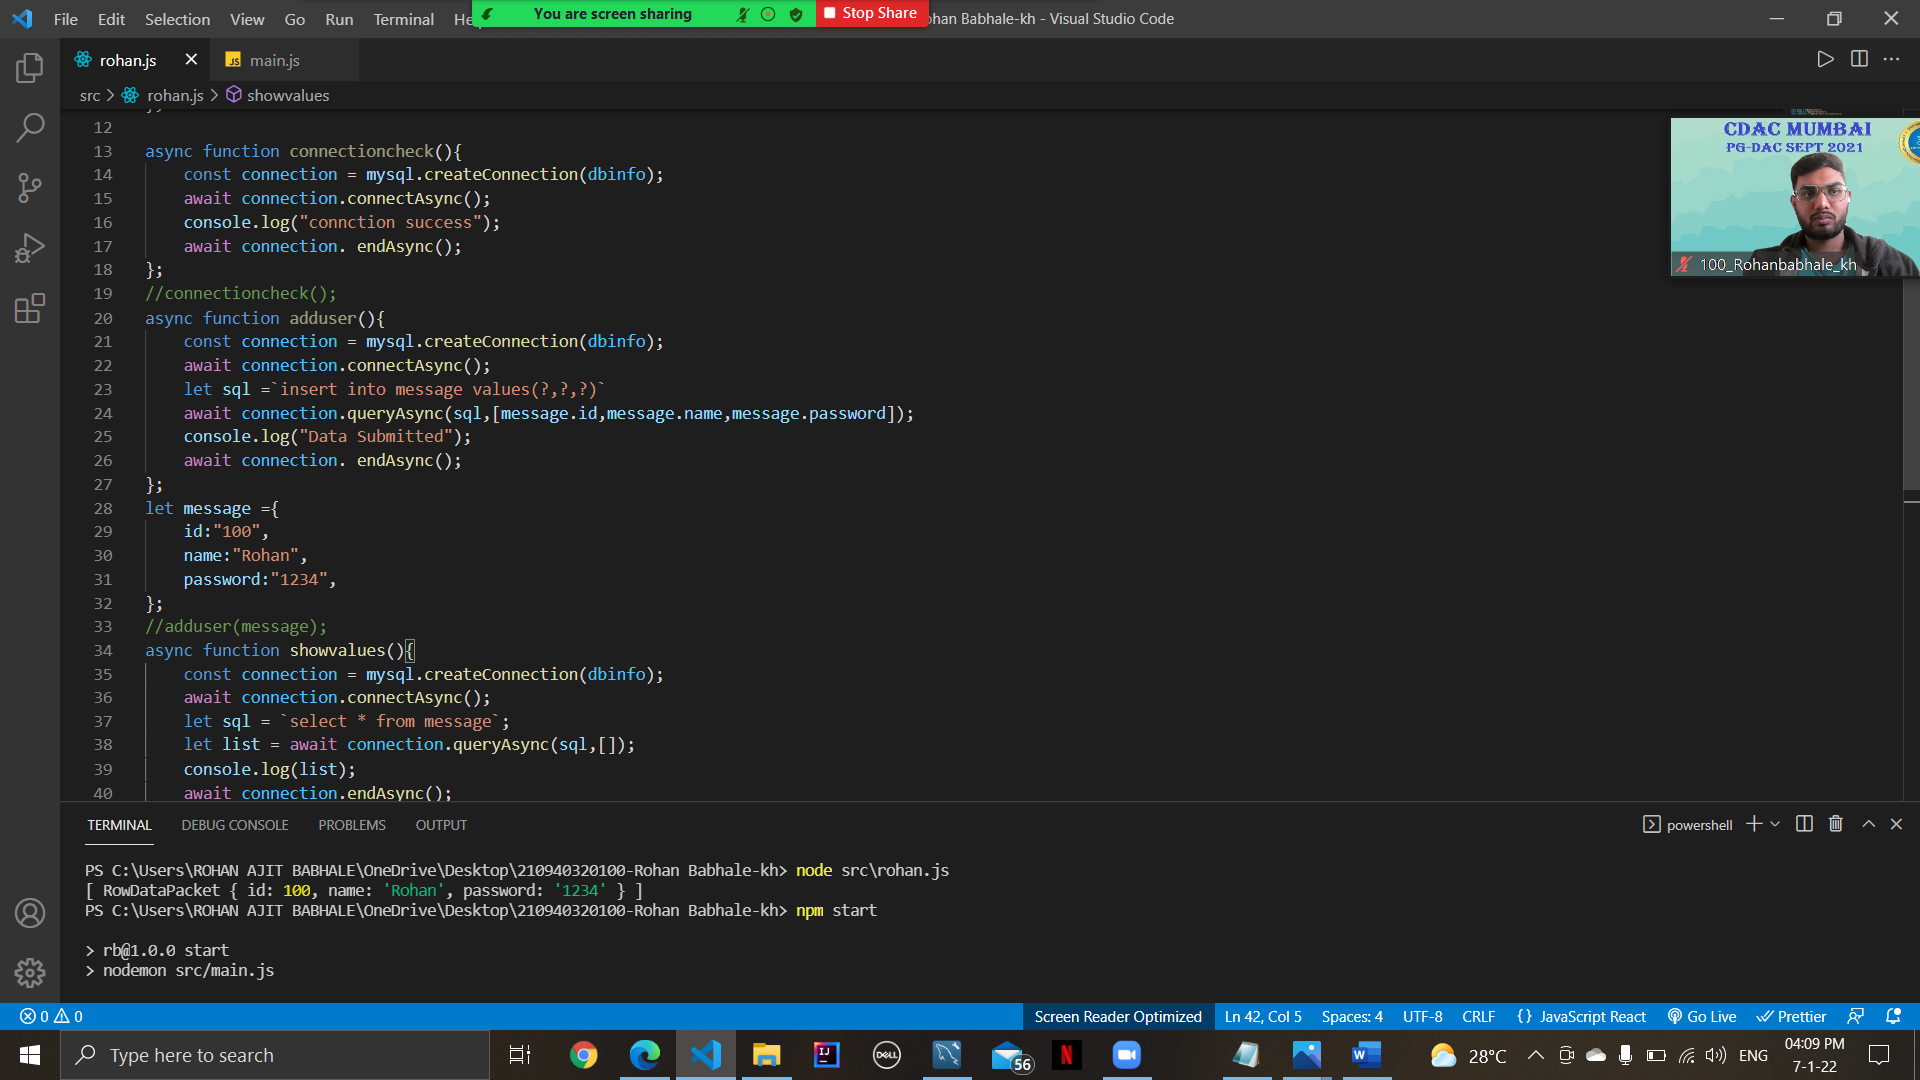 File Edit Selection View Go Run Terminal He
You are screen sharing
Stop Share
ohan Babhale-kh - Visual Studio Code
rohan.js
JS main.js
src > rohan.js > showvalues
12
13 async function connectioncheck(){
14 const connection = mysql.createConnection(dbinfo);
15 await connection.connectAsync();
16 console.log("connction success");
17 await connection. endAsync();
18 };
19 //connectioncheck();
20 async function adduser(){
21 const connection = mysql.createConnection(dbinfo);
22 await connection.connectAsync();
23 let sql =`insert into message values(?,?,?)`
24 await connection.queryAsync(sql,[message.id,message.name,message.password]);
25 console.log("Data Submitted");
26 await connection. endAsync();
27 };
28 let message ={
29 id:"100",
30 name:"Rohan",
31 password:"1234",
32 };
33 //adduser(message);
34 async function showvalues(){
35 const connection = mysql.createConnection(dbinfo);
36 await connection.connectAsync();
37 let sql = `select * from message`;
38 let list = await connection.queryAsync(sql,[]);
39 console.log(list);
40 await connection.endAsync();
CDAC MUMBAI
PG-DAC SEPT 2021
100_Rohanbabhale_kh
TERMINAL DEBUG CONSOLE PROBLEMS OUTPUT
powershell
PS C:\Users\ROHAN AJIT BABHALE\OneDrive\Desktop\210940320100-Rohan Babhale-kh> node src\rohan.js
[ RowDataPacket { id: 100, name: 'Rohan', password: '1234' } ]
PS C:\Users\ROHAN AJIT BABHALE\OneDrive\Desktop\210940320100-Rohan Babhale-kh> npm start
> rb@1.0.0 start
> nodemon src/main.js
0 0
Screen Reader Optimized Ln 42, Col 5 Spaces: 4 UTF-8 CRLF {} JavaScript React Go Live Prettier
Type here to search
IJ
DELL
56
N
W
28°C
ENG
04:09 PM
7-1-22